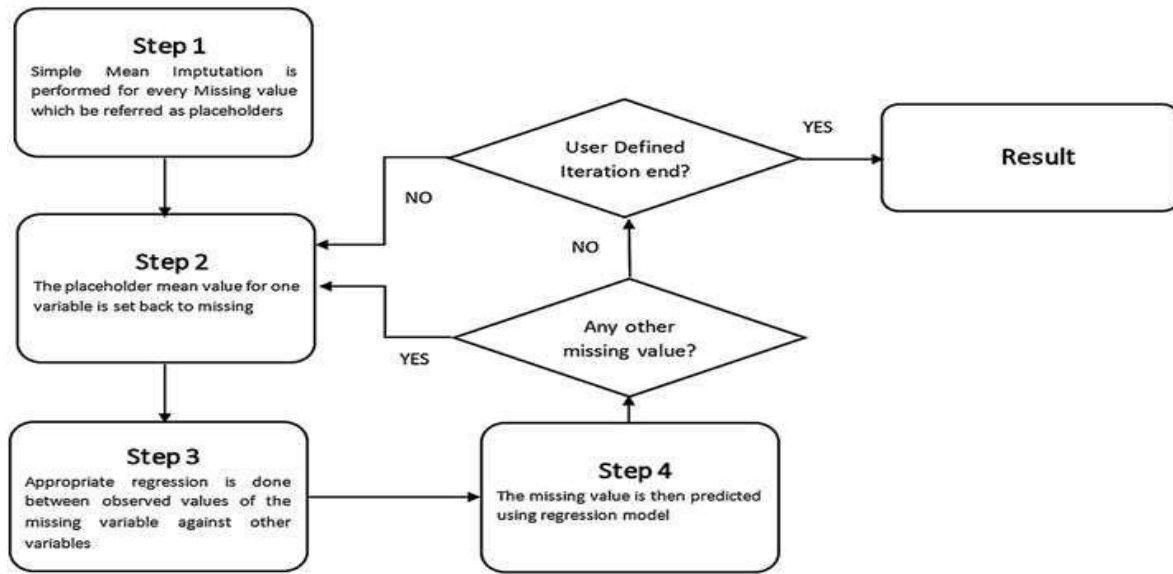 Step 1
Simple Mean Imptutation is
performed for every Missing value
which be referred as placeholders
User Defined
Iteration end?
YES
Result
NO
Step 2
The placeholder mean value for one
variable is set back to missing
NO
Any other
missing value?
YES
Step 3
Appropriate regression is done
between observed values of the
missing variable against other
variables
Step 4
The missing value is then predicted
using regression model